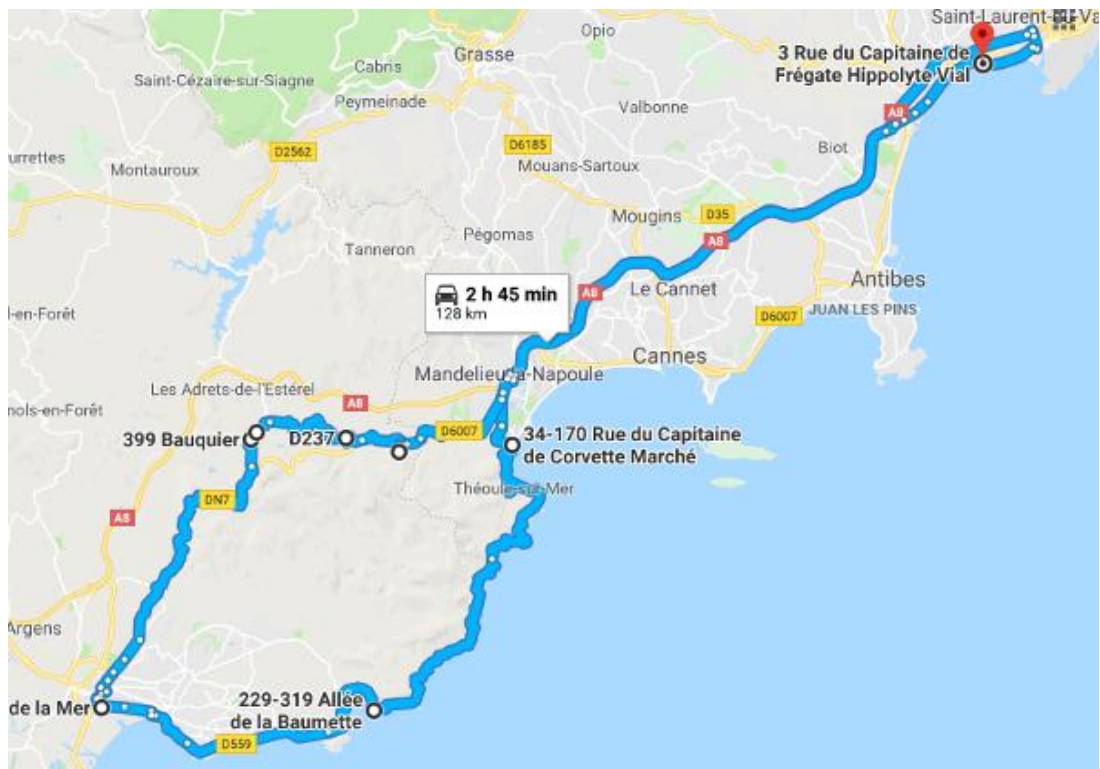 Saint-Laurent-du-Va
Opio
Grasse
3 Rue du Capitaine de
Frégate Hippolyte Vial
Cabris
Saint-Cézaire-sur-Siagne
Peymeinade
Valbonne
A8
D2562
D6185
Biot
urrettes
Montauroux
Mouans-Sartoux
Mougins
D35
Pégomas
A8
Tanneron
Antibes
2 h 45 min
128 km
A8
Le Cannet
JUAN LES PINS
-en-Forêt
D6007
Cannes
Mandelieu-la-Napoule
Les Adrets-de-l'Estérel
A8
nols-en-Forêt
399 Bauquier
D237
D6007
34-170 Rue du Capitaine
de Corvette Marché
Théoule-sur-Mer
DN7
A8
Argens
229-319 Allée
de la Baumette
de la Mer
D559